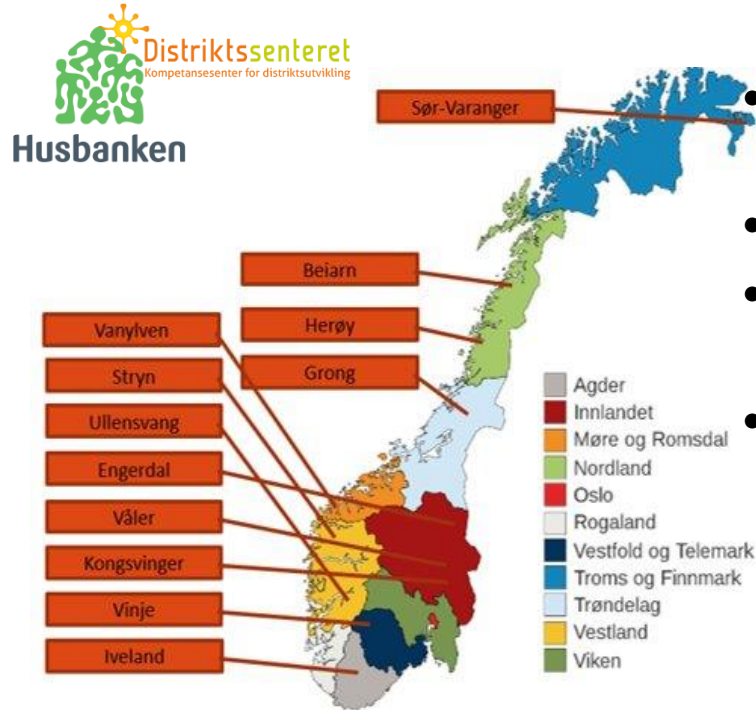 Distriktssenteret
Kompetansesenter for distriktsutvikling
Husbanken
Sør-Varanger
Beiarn
Herøy
Grong
Vanylven
Stryn
Ullensvang
Engerdal
Våler
Kongsvinger
Vinje
Iveland
Agder
Innlandet
Møre og Romsdal
Nordland
Oslo
Rogaland
Vestfold og Telemark
Troms og Finnmark
Trøndelag
Vestland
Viken